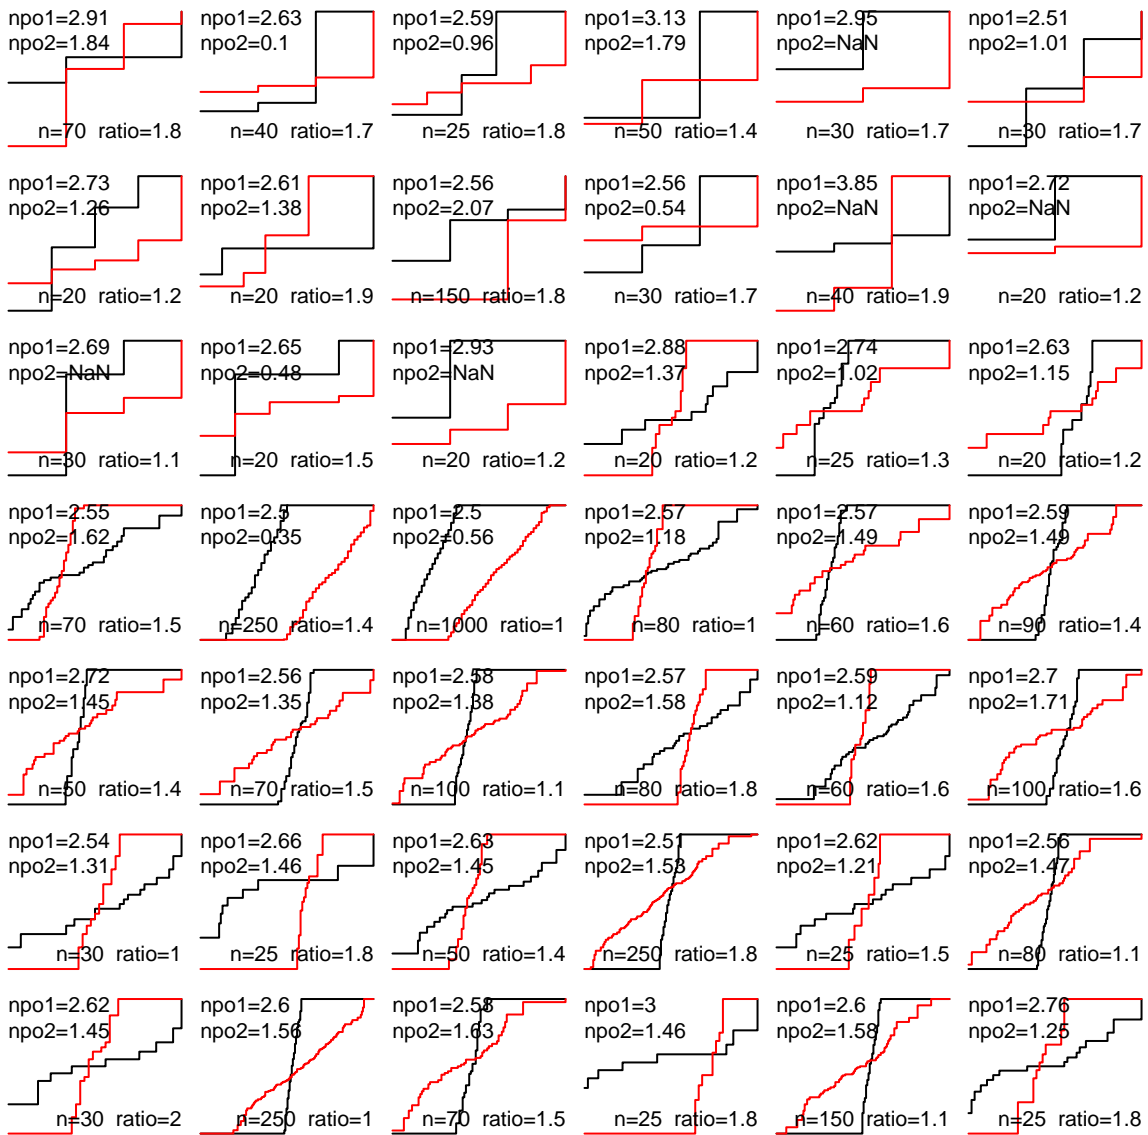 npo1=2.91
npo2=1.84
n=70 ratio=1.8
npo1=2.63
npo2=0.1
n=40 ratio=1.7
npo1=2.59
npo2=0.96
n=25 ratio=1.8
npo1=3.13
npo2=1.79
n=50 ratio=1.4
npo1=2.95
npo2=NaN
n=30 ratio=1.7
npo1=2.51
npo2=1.01
n=30 ratio=1.7
npo1=2.73
npo2=1.26
n=20 ratio=1.2
npo1=2.61
npo2=1.38
n=20 ratio=1.9
npo1=2.56
npo2=2.07
n=150 ratio=1.8
npo1=2.56
npo2=0.54
n=30 ratio=1.7
npo1=3.85
npo2=NaN
n=40 ratio=1.9
npo1=2.72
npo2=NaN
n=20 ratio=1.2
npo1=2.69
npo2=NaN
n=30 ratio=1.1
npo1=2.65
npo2=0.48
n=20 ratio=1.5
npo1=2.93
npo2=NaN
n=20 ratio=1.2
npo1=2.88
npo2=1.37
n=20 ratio=1.2
npo1=2.74
npo2=1.02
n=25 ratio=1.3
npo1=2.63
npo2=1.15
n=20 ratio=1.2
npo1=2.55
npo2=1.62
n=70 ratio=1.5
npo1=2.5
npo2=0.35
n=250 ratio=1.4
npo1=2.5
npo2=0.56
n=1000 ratio=1
npo1=2.57
npo2=1.18
n=80 ratio=1
npo1=2.57
npo2=1.49
n=60 ratio=1.6
npo1=2.59
npo2=1.49
n=90 ratio=1.4
npo1=2.72
npo2=1.45
n=50 ratio=1.4
npo1=2.56
npo2=1.35
n=70 ratio=1.5
npo1=2.58
npo2=1.38
n=100 ratio=1.1
npo1=2.57
npo2=1.58
n=80 ratio=1.8
npo1=2.59
npo2=1.12
n=60 ratio=1.6
npo1=2.7
npo2=1.71
n=100 ratio=1.6
npo1=2.54
npo2=1.31
n=30 ratio=1
npo1=2.66
npo2=1.46
n=25 ratio=1.8
npo1=2.63
npo2=1.45
n=50 ratio=1.4
npo1=2.51
npo2=1.53
n=250 ratio=1.8
npo1=2.62
npo2=1.21
n=25 ratio=1.5
npo1=2.56
npo2=1.47
n=80 ratio=1.1
npo1=2.62
npo2=1.45
n=30 ratio=2
npo1=2.6
npo2=1.56
n=250 ratio=1
npo1=2.58
npo2=1.63
n=70 ratio=1.5
npo1=3
npo2=1.46
n=25 ratio=1.8
npo1=2.6
npo2=1.58
n=150 ratio=1.1
npo1=2.76
npo2=1.25
n=25 ratio=1.8